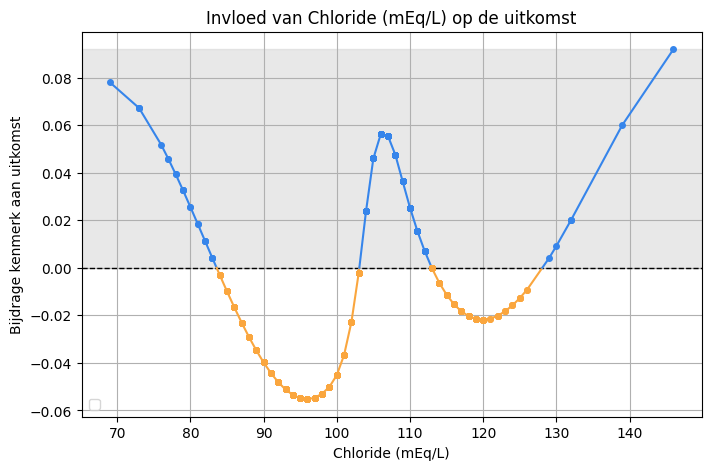 Invloed van Chloride (mEq/L) op de uitkomst
Bijdrage kenmerk aan uitkomst
0.08
0.06
0.04
0.02
0.00
−0.02
−0.04
−0.06
70 80 90 100 110 120 130 140
Chloride (mEq/L)